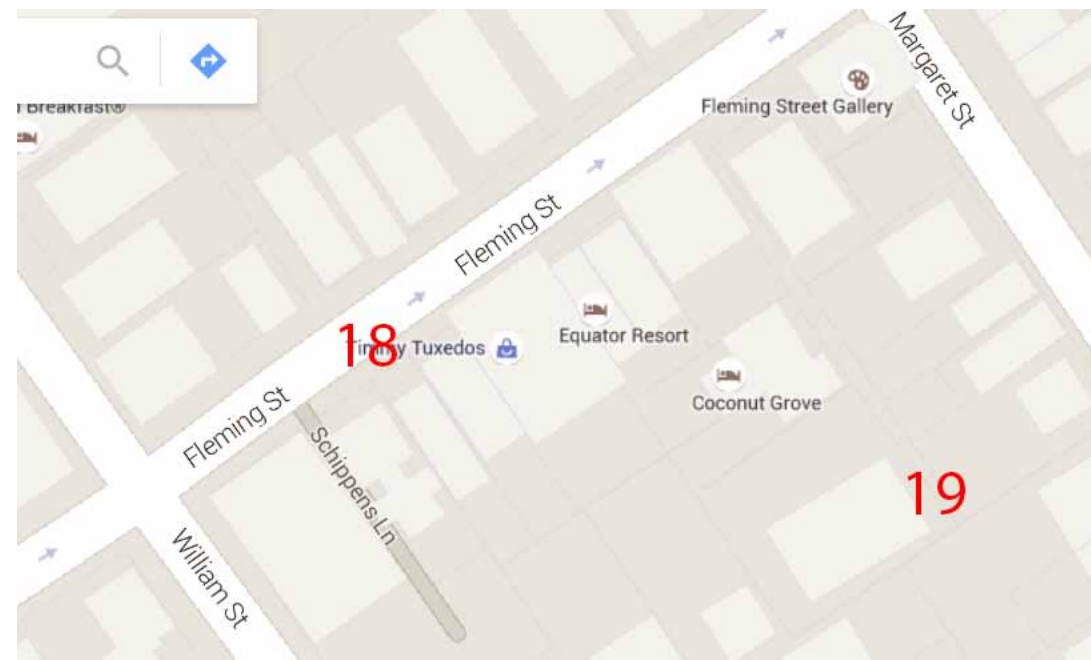 Breakfast®
Margaret St
Fleming Street Gallery
Fleming St
Equator Resort
18
Timmy Tuxedos
Coconut Grove
Fleming St
Schippens Ln
19
William St